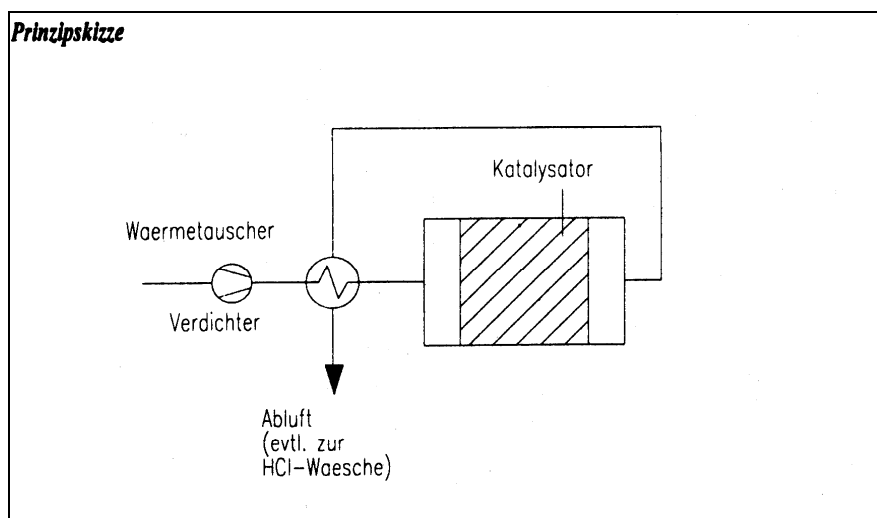 Prinzipskizze
Katalysator
Waermetauscher
Verdichter
Abluft
(evtl. zur
HCl-Waesche)